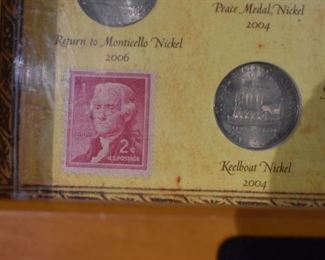 Peace Medal Nickel
2004
Return to Monticello Nickel
2006
2¢
U.S. POSTAGE
Keelboat Nickel
2004